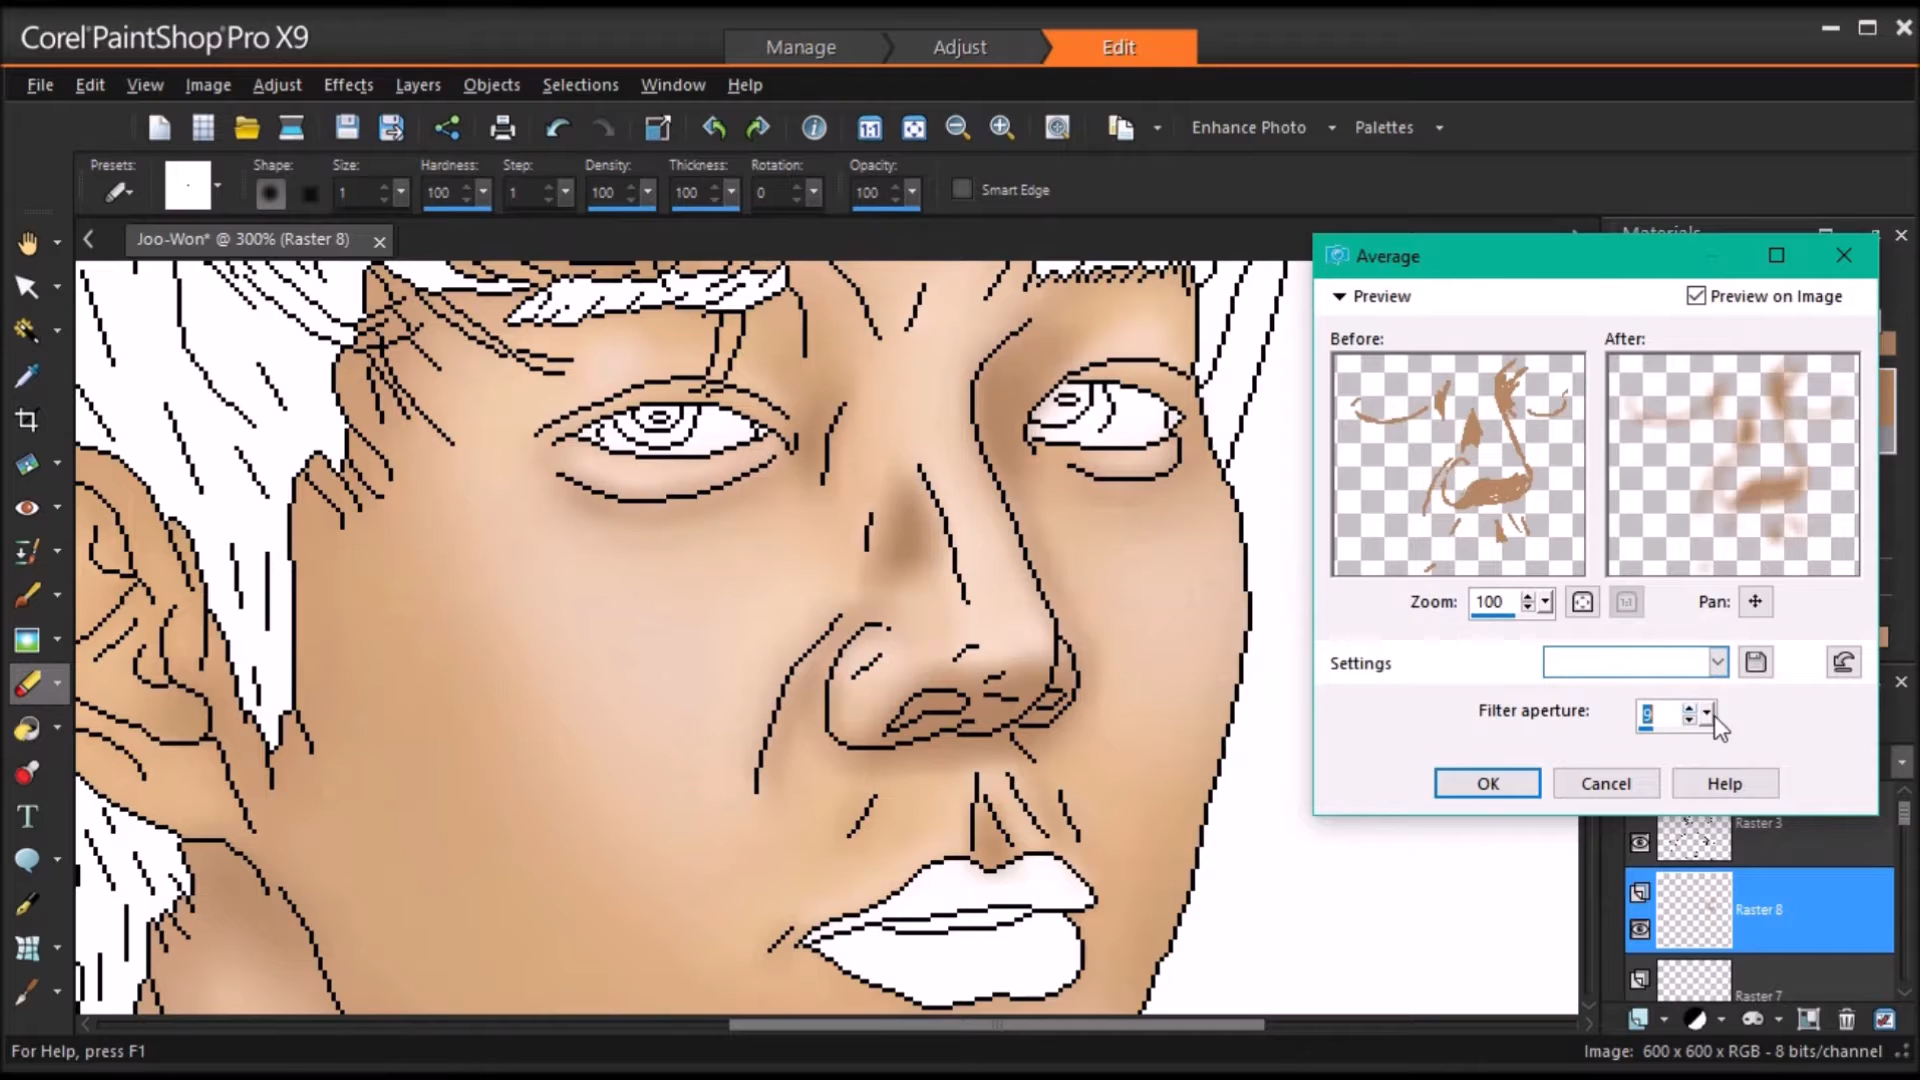 Corel PaintShop Pro X9
Manage Adjust Edit
File Edit View Image Adjust Effects Layers Objects Selections Window Help
Enhance Photo Palettes
Presets: Shape: Size: Hardness: Step: Density: Thickness: Rotation: Opacity:
1 100 1 100 100 0 100 Smart Edge
Joo-Won* @ 300% (Raster 8)
Materials
Average
Preview Preview on Image
Before: After:
Zoom: 100 Pan:
Settings
Filter aperture: 9
OK Cancel Help
Raster 3
Raster 8
Raster 7
For Help, press F1
Image: 600 x 600 x RGB - 8 bits/channel